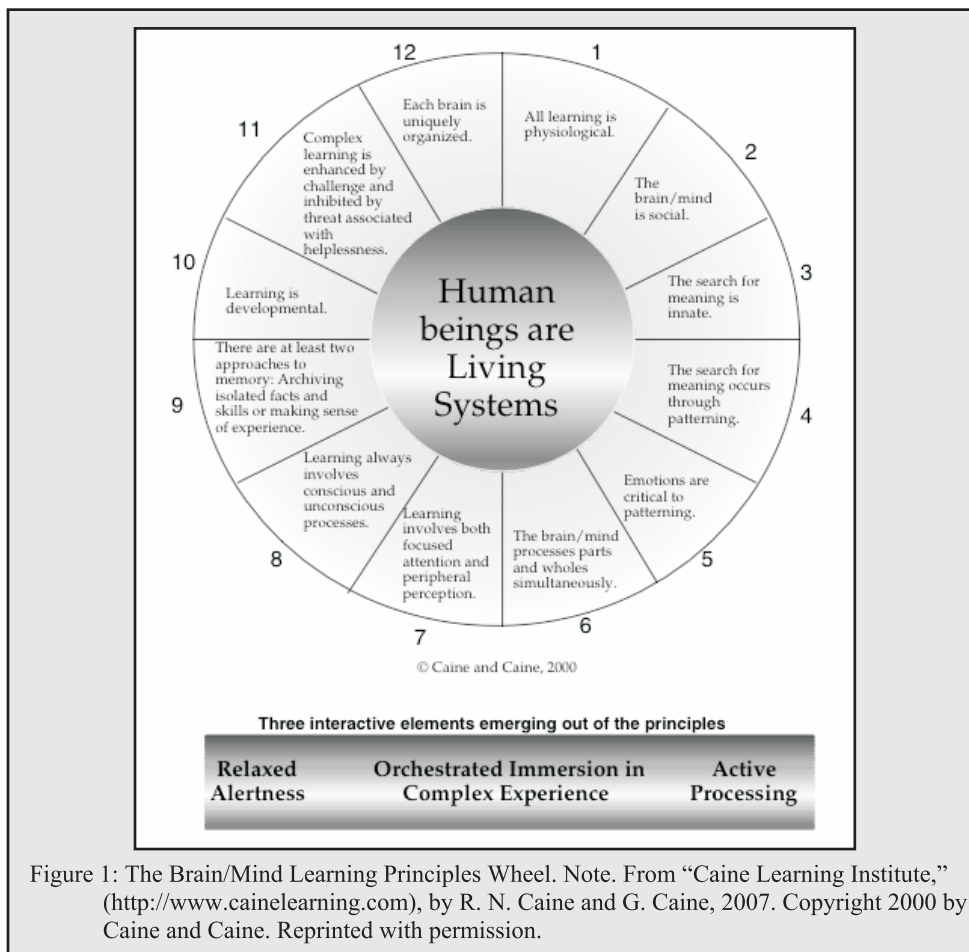 12
1
Each brain is
uniquely
organized.
All learning is
physiological.
11
Complex
learning is
enhanced by
challenge and
inhibited by
threat associated
with
helplessness.
2
The
brain/mind
is social.
10
Learning is
developmental.
3
The search for
meaning is
innate.
Human
beings are
Living
Systems
9
There are at least two
approaches to
memory: Archiving
isolated facts and
skills or making sense
of experience.
4
The search for
meaning occurs
through
patterning.
8
Learning always
involves
conscious and
unconscious
processes.
5
Emotions are
critical to
patterning.
7
Learning
involves both
focused
attention and
peripheral
perception.
6
The brain/mind
processes parts
and wholes
simultaneously.
© Caine and Caine, 2000
Three interactive elements emerging out of the principles
Relaxed
Alertness
Orchestrated Immersion in
Complex Experience
Active
Processing
Figure 1: The Brain/Mind Learning Principles Wheel. Note. From “Caine Learning Institute,”
(http://www.cainelearning.com), by R. N. Caine and G. Caine, 2007. Copyright 2000 by
Caine and Caine. Reprinted with permission.